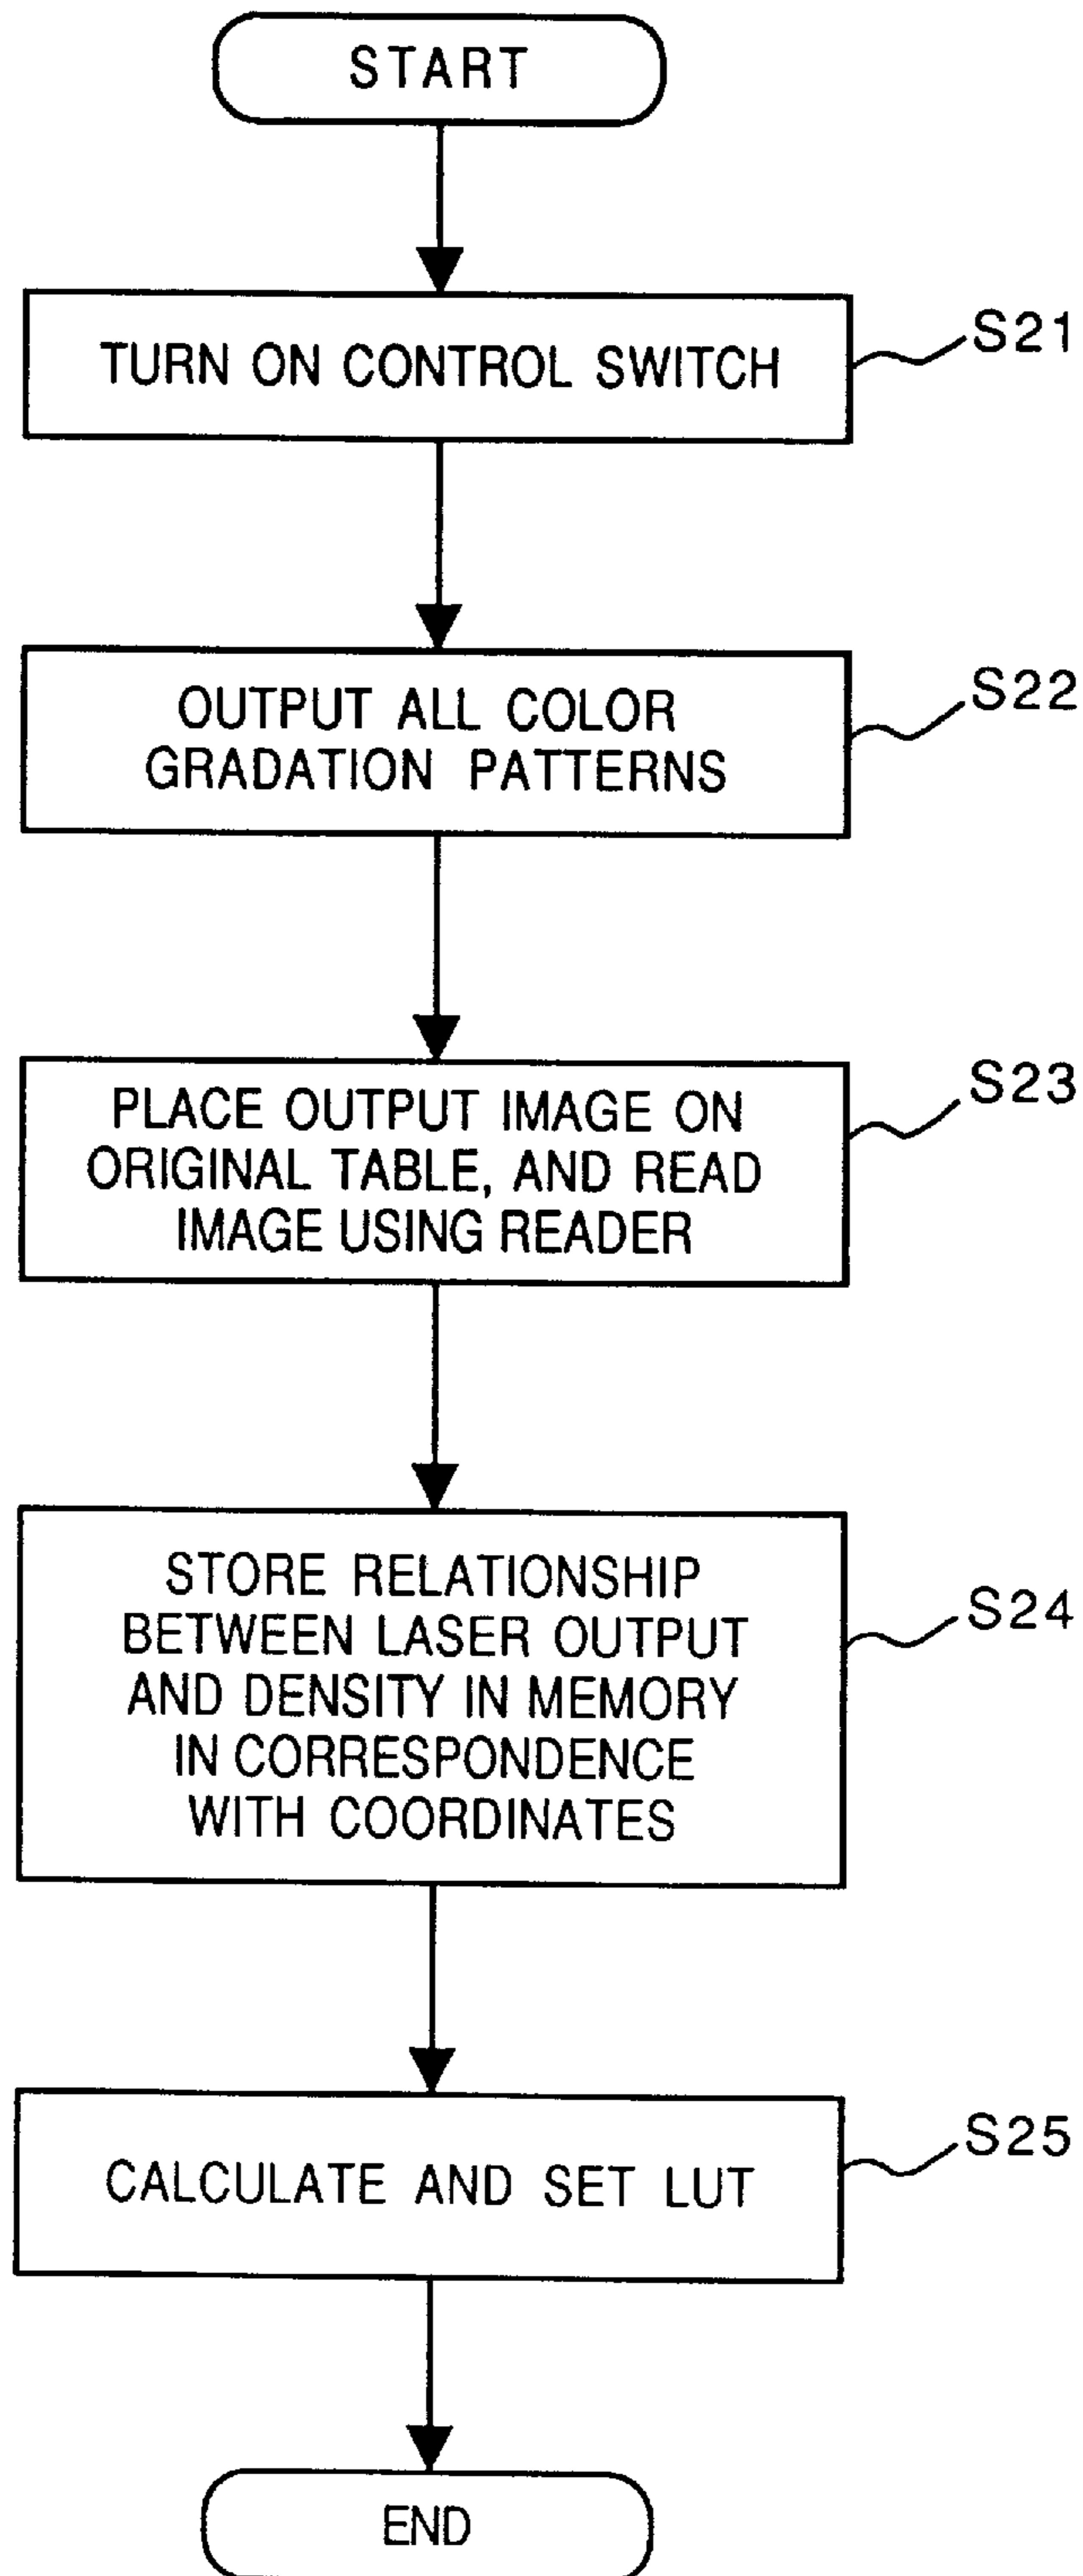 START
TURN ON CONTROL SWITCH
S21
OUTPUT ALL COLOR
GRADATION PATTERNS
S22
PLACE OUTPUT IMAGE ON
ORIGINAL TABLE, AND READ
IMAGE USING READER
S23
STORE RELATIONSHIP
BETWEEN LASER OUTPUT
AND DENSITY IN MEMORY
IN CORRESPONDENCE
WITH COORDINATES
S24
CALCULATE AND SET LUT
S25
END